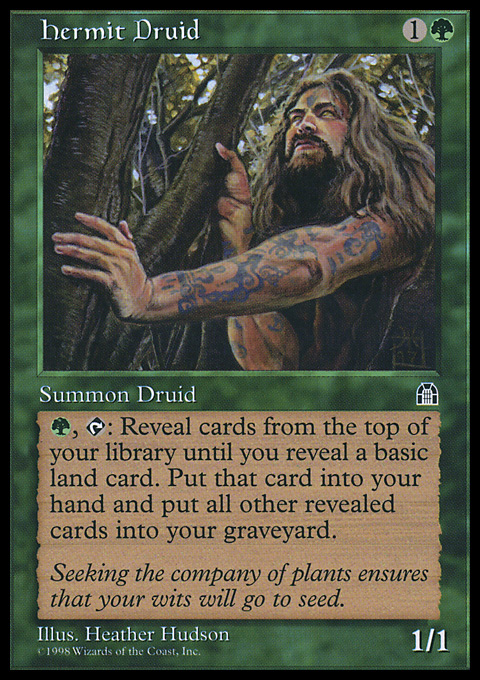 Hermit Druid 1
Summon Druid
: Reveal cards from the top of
your library until you reveal a basic
land card. Put that card into your
hand and put all other revealed
cards into your graveyard.
Seeking the company of plants ensures
that your wits will go to seed.
Illus. Heather Hudson
©1998 Wizards of the Coast, Inc.
1/1